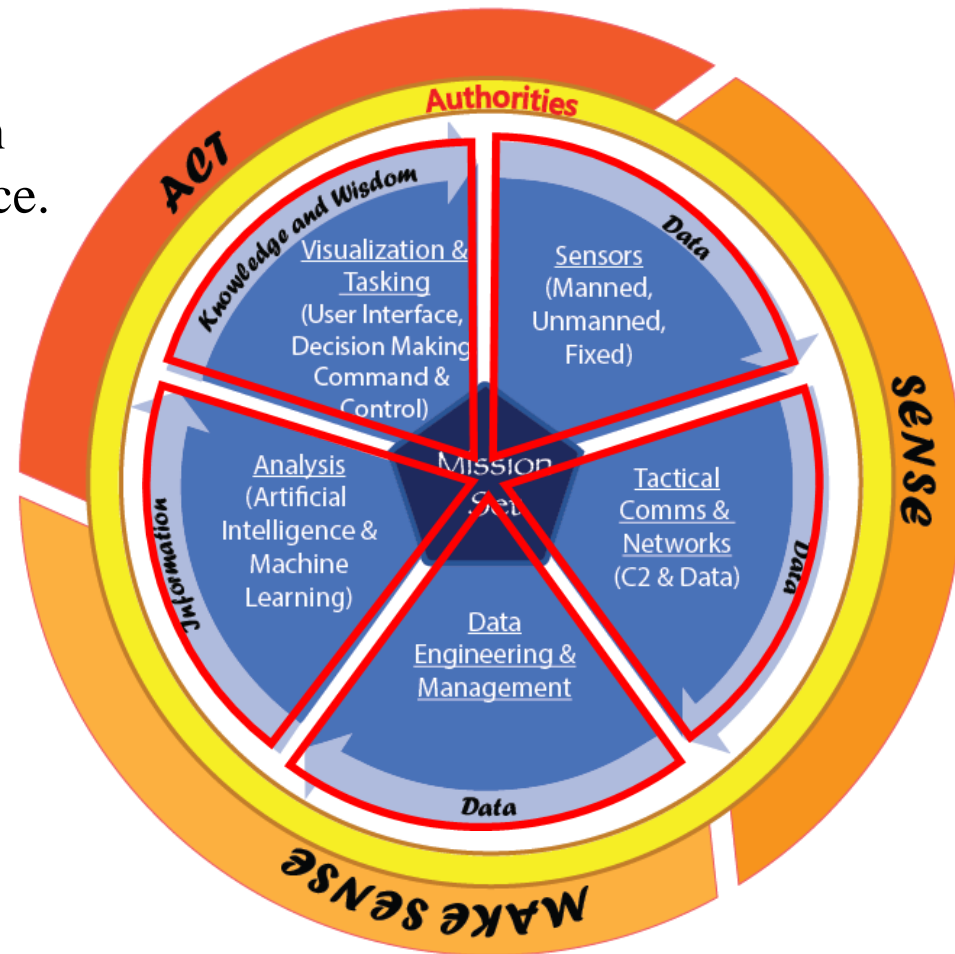 n
ce.
Authorities
ACT
SENSE
MAKE SENSE
Knowledge and Wisdom
Visualization &
Tasking
(User Interface,
Decision Making
Command &
Control)
Data
Sensors
(Manned,
Unmanned,
Fixed)
Mission
Set
Information
Analysis
(Artificial
Intelligence &
Machine
Learning)
Tactical
Comms &
Networks
(C2 & Data)
Data
Data
Engineering &
Management
Data